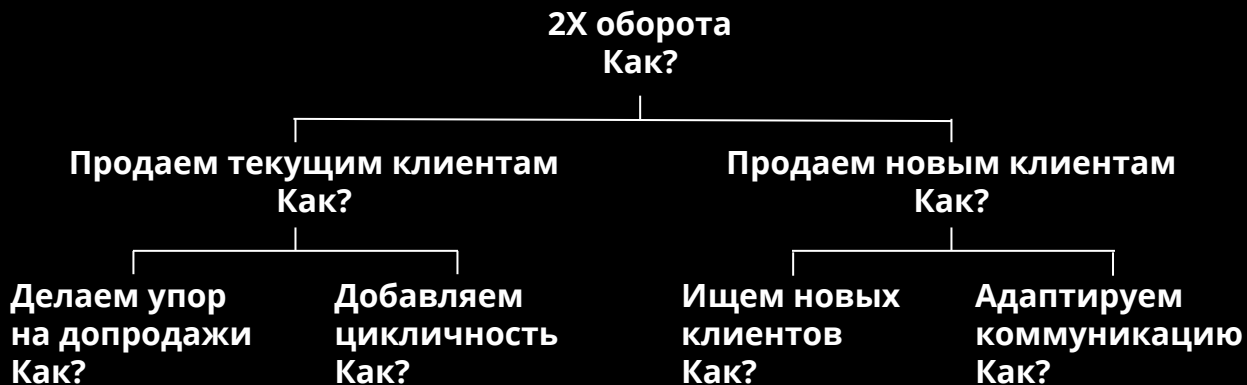 2X оборота
Как?
Продаем текущим клиентам
Как?
Продаем новым клиентам
Как?
Делаем упор
на допродажи
Как?
Добавляем
цикличность
Как?
Ищем новых
клиентов
Как?
Адаптируем
коммуникацию
Как?